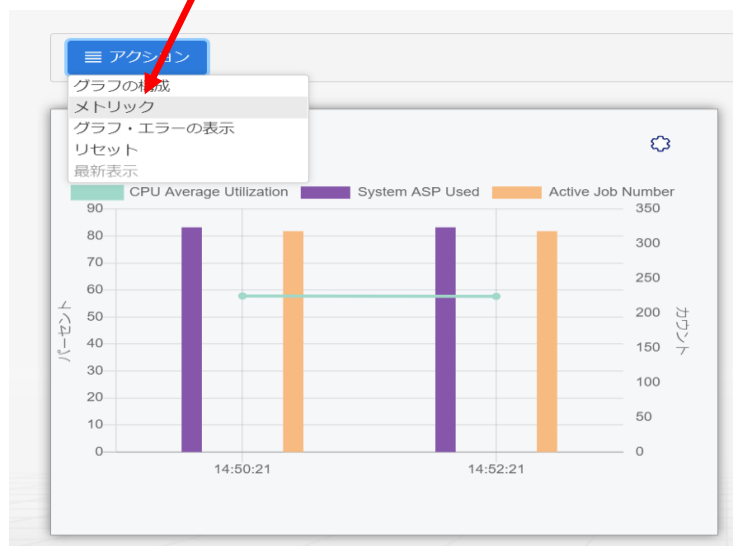 アクション
グラフの構成
メトリック
グラフ・エラーの表示
リセット
最新表示
CPU Average Utilization System ASP Used Active Job Number
90 350
80 300
70 250
60 200
50 150
40 100
30 50
20 0
10
0
パーセント
カウント
14:50:21 14:52:21